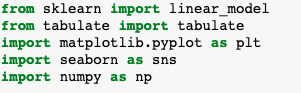 from sklearn import linear_model
from tabulate import tabulate
import matplotlib.pyplot as plt
import seaborn as sns
import numpy as np